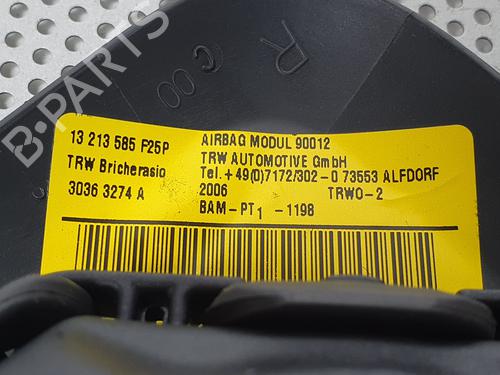 R
C 00
13 213 585 F25P
TRW Bricherasio
3036 3274 A
AIRBAG MODUL 90012
TRW AUTOMOTIVE GmbH
Tel.+49(0)7172/302-0 73553 ALFDORF
2006 TRWO-2
BAM-PT1 -1198
B-PARTS